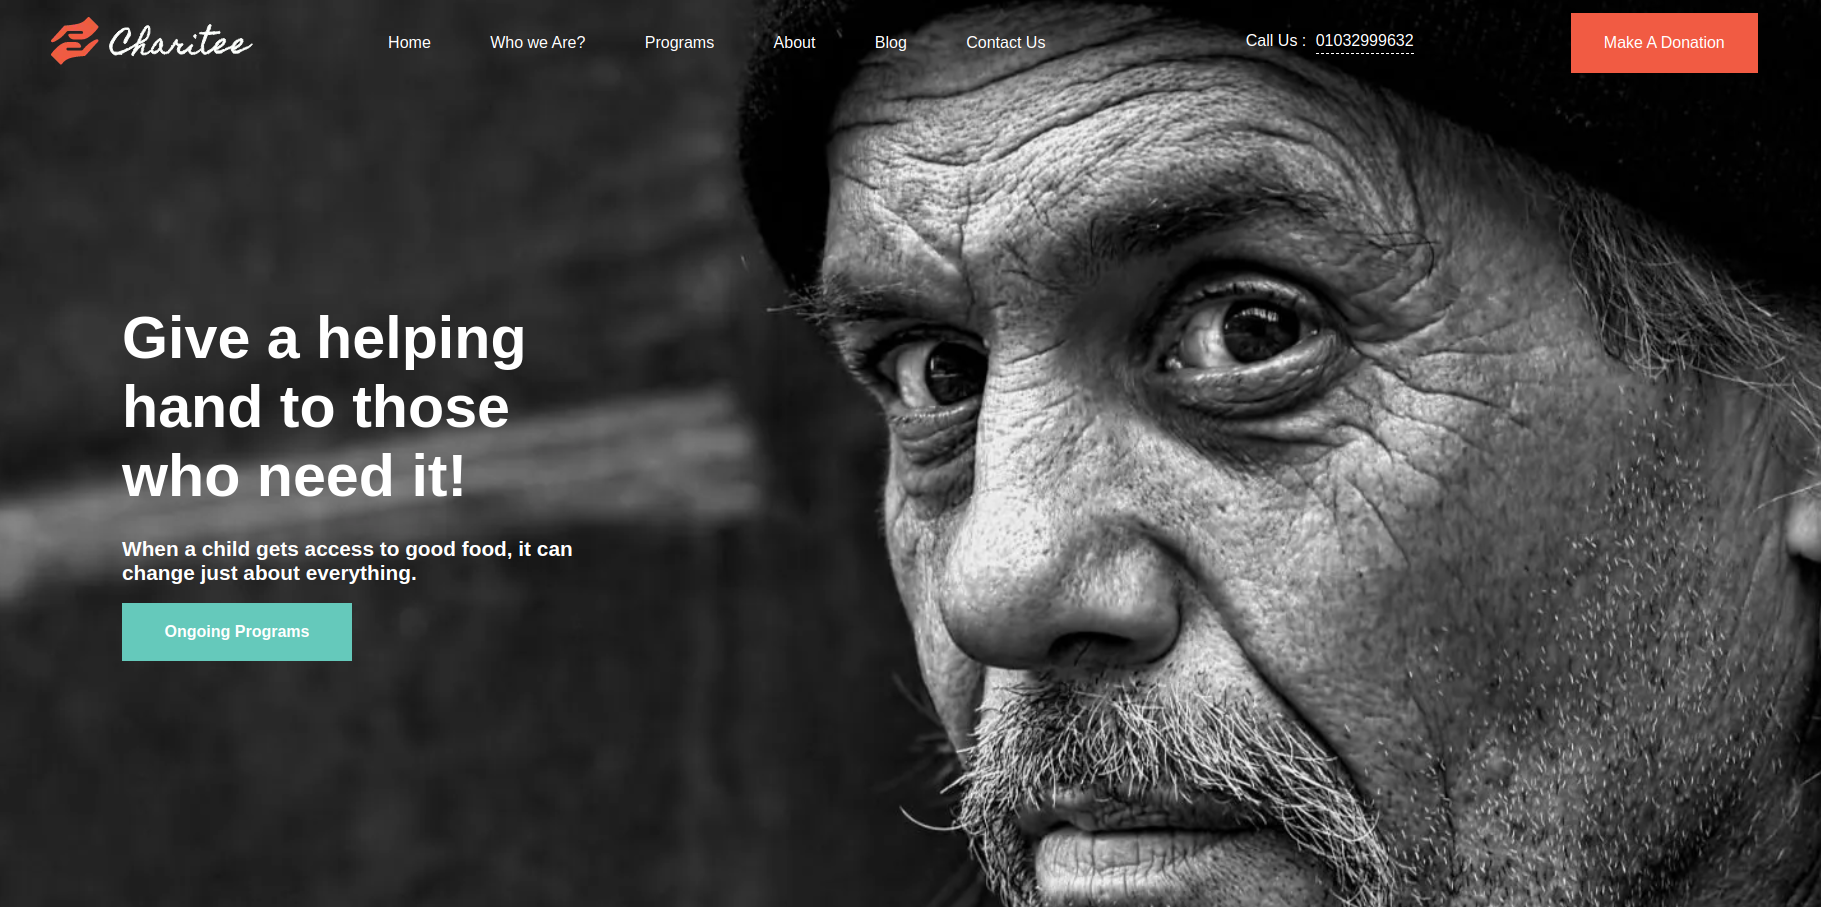 Charitee
Home
Who we Are?
Programs
About
Blog
Contact Us
Call Us : 01032999632
Make A Donation
Give a helping
hand to those
who need it!
When a child gets access to good food, it can
change just about everything.
Ongoing Programs